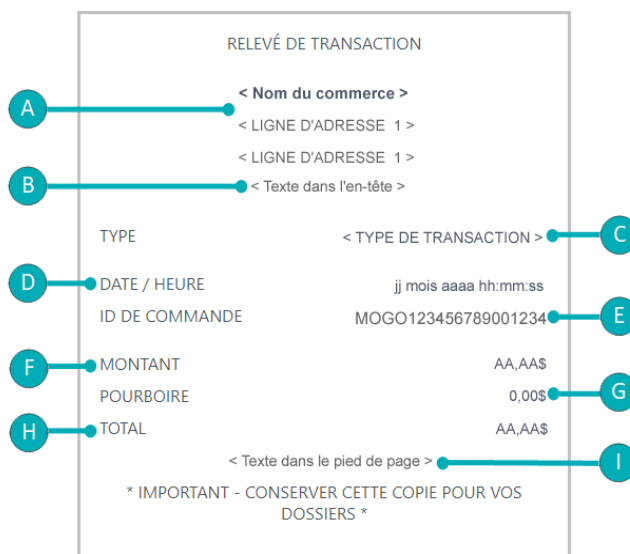 RELEVÉ DE TRANSACTION
< Nom du commerce >
A
< LIGNE D'ADRESSE 1 >
< LIGNE D'ADRESSE 1 >
B
< Texte dans l'en-tête >
TYPE < TYPE DE TRANSACTION > C
D DATE / HEURE jj mois aaaa hh:mm:ss
ID DE COMMANDE MOGO123456789001234 E
F MONTANT AA,AA$
POURBOIRE 0,00$ G
H TOTAL AA,AA$
< Texte dans le pied de page > I
* IMPORTANT - CONSERVER CETTE COPIE POUR VOS
DOSSIERS *